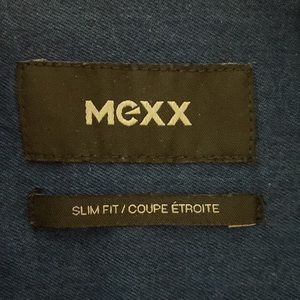 MEXX
SLIM FIT / COUPE ÉTROITE